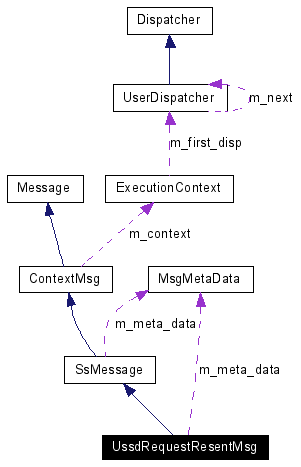 Dispatcher
UserDispatcher
m_next
m_first_disp
Message
ExecutionContext
m_context
ContextMsg
MsgMetaData
m_meta_data
SsMessage
m_meta_data
UssdRequestResentMsg